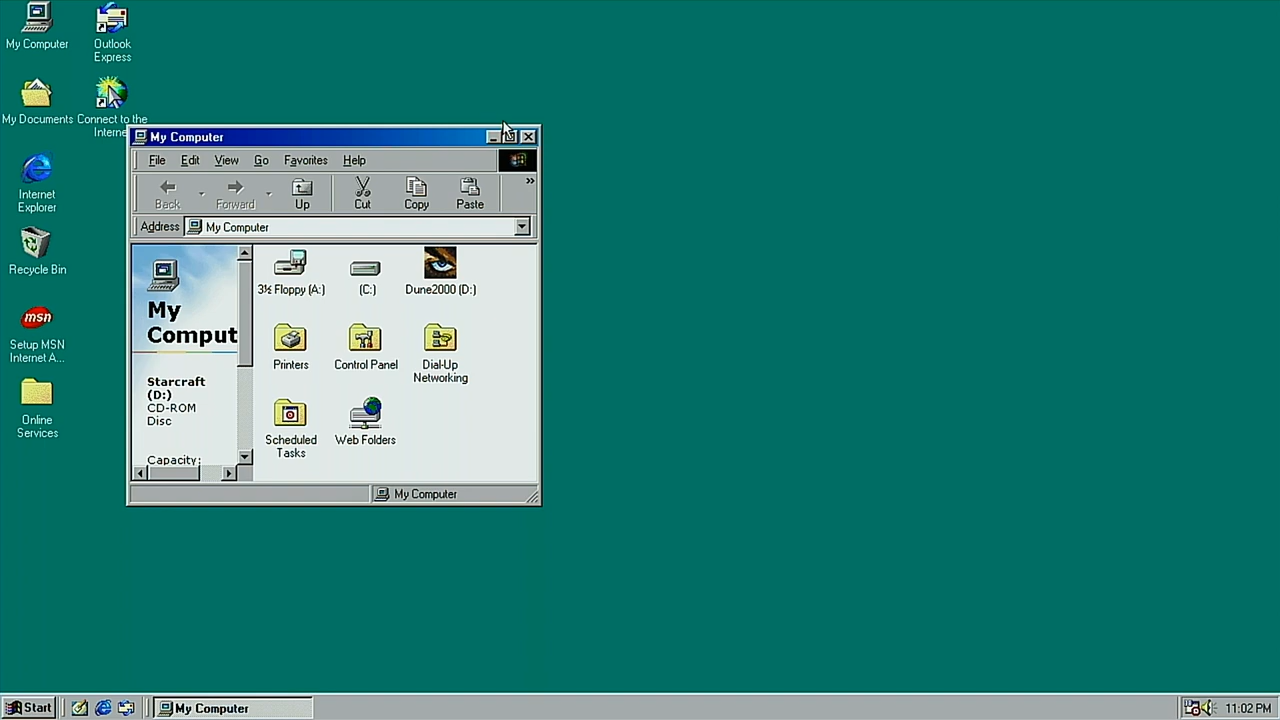 My Computer
Outlook
Express
My Documents
Connect to the
Interne
Internet
Explorer
Recycle Bin
msn
Setup MSN
Internet A...
Online
Services
My Computer
File Edit View Go Favorites Help
Back Forward Up Cut Copy Paste »
Address My Computer
My
Comput
Starcraft
(D:)
CD-ROM
Disc
Capacity:
3½ Floppy (A:) (C:) Dune2000 (D:)
Printers Control Panel Dial-Up
Networking
Scheduled
Tasks
Web Folders
My Computer
Start My Computer 11:02 PM